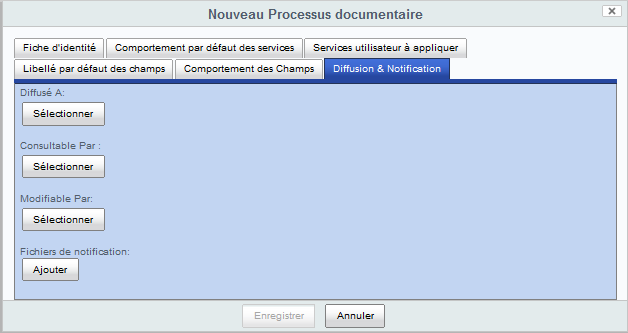 Nouveau Processus documentaire
Fiche d'identité Comportement par défaut des services Services utilisateur à appliquer
Libellé par défaut des champs Comportement des Champs Diffusion & Notification
Diffusé A:
Sélectionner
Consultable Par :
Sélectionner
Modifiable Par:
Sélectionner
Fichiers de notification:
Ajouter
Enregistrer Annuler